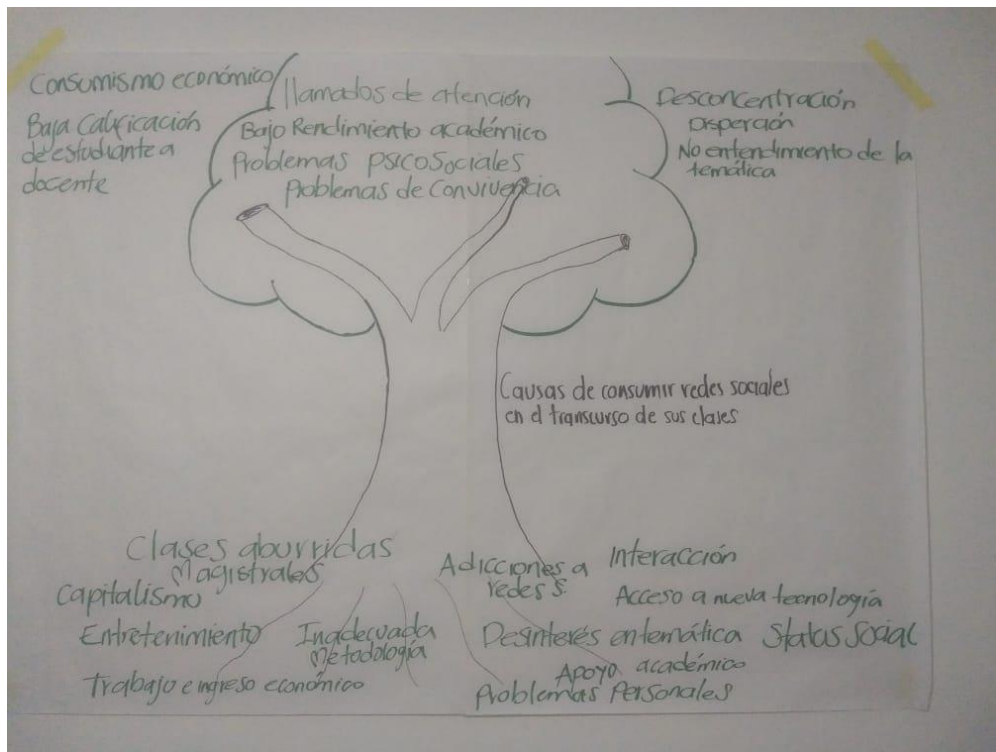 Consumismo económico
Baja Calificación
de estudiante a
docente
llamados de atención
Bajo Rendimiento académico
Problemas psicosociales
Problemas de Convivencia
Desconcentración
Disperción
No entendimiento de la
temática
Causas de consumir redes sociales
en el transcurso de sus clases
Clases aburridas
Magistrales
Capitalismo
Entretenimiento
Inadecuada
Metodología
Trabajo e ingreso económico
Adicciones a
redes S.
Interacción
Acceso a nueva tecnología
Desinterés en temática
Status Social
Apoyo académico
Problemas Personales